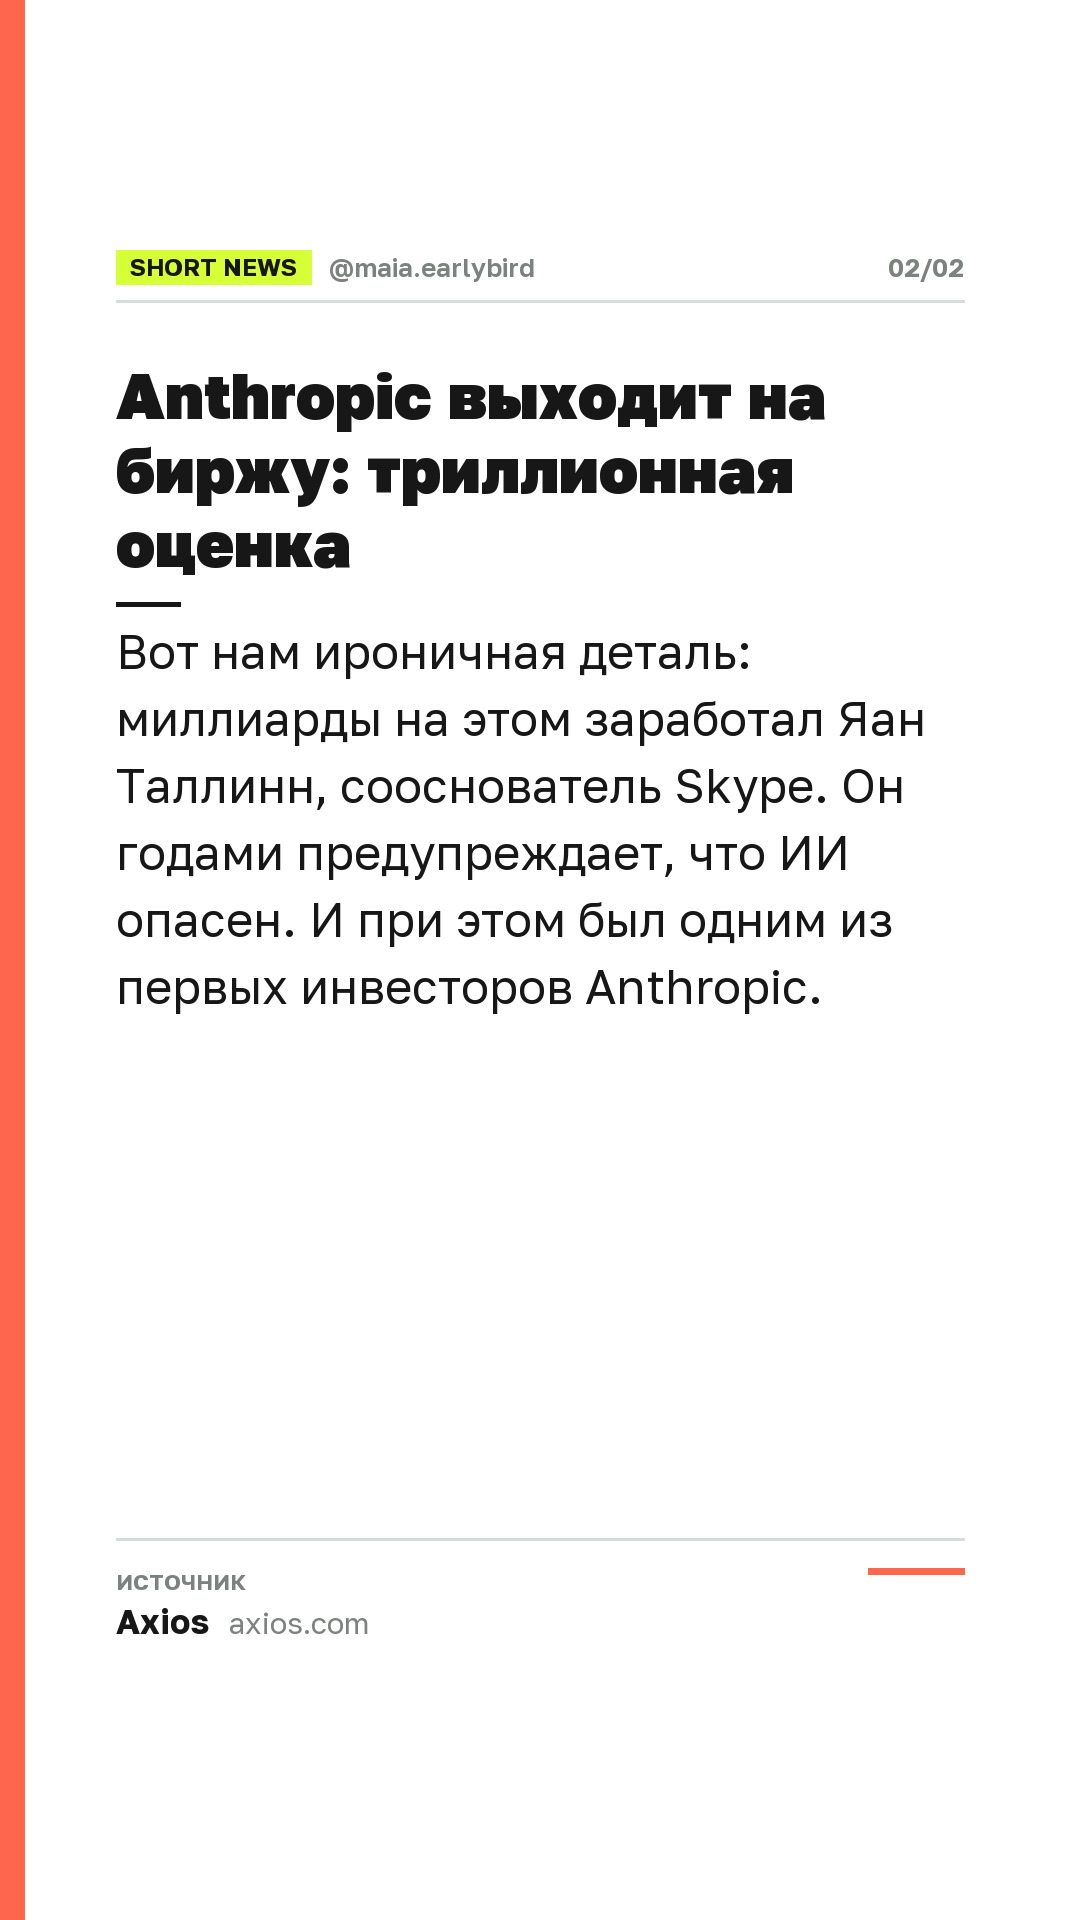 SHORT NEWS @maia.earlybird 02/02
Anthropic выходит на
биржу: триллионная
оценка
Вот нам ироничная деталь:
миллиарды на этом заработал Яан
Таллинн, сооснователь Skype. Он
годами предупреждает, что ИИ
опасен. И при этом был одним из
первых инвесторов Anthropic.
источник
Axios axios.com